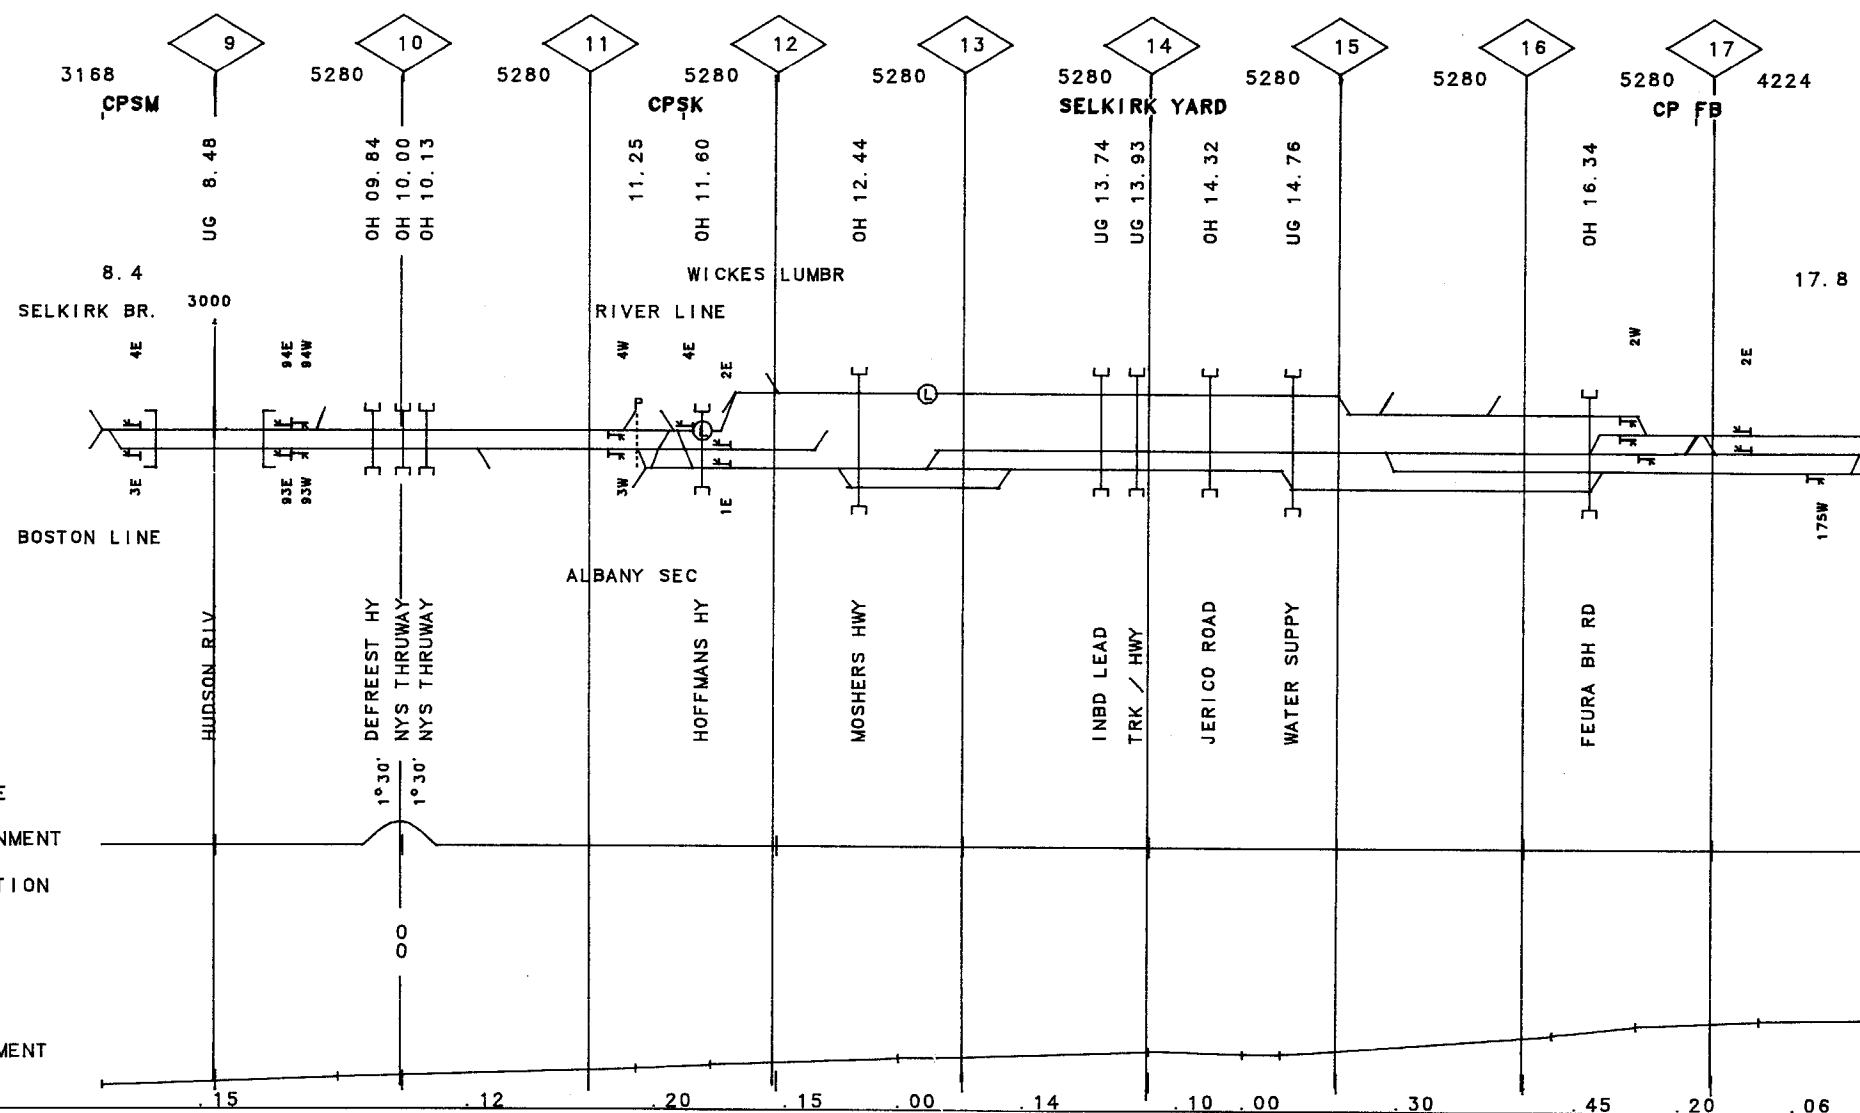 9 10 11 12 13 14 15 16 17
3168 5280 5280 5280 5280 5280 5280 5280 5280 4224
CPSM CPSK SELKIRK YARD CP FB
UG 8.48
OH 09.84
OH 10.00
OH 10.13
11.25
OH 11.60
OH 12.44
UG 13.74
UG 13.93
OH 14.32
UG 14.76
OH 16.34
8.4 WICKES LUMBR 17.8
SELKIRK BR. 3000 RIVER LINE
4E 94E 94W 4W 4E 2E 2W 2E
P
L L
3E 93E 93W 3W 1E 175W
BOSTON LINE
ALBANY SEC
HUDSON RIV
DEFREEST HY
NYS THRUWAY
NYS THRUWAY
HOFFMANS HY
MOSHERS HWY
INBD LEAD
TRK / HWY
JERICO ROAD
WATER SUPPY
FEURA BH RD
1°30' 1°30'
E
NMENT
TION
0
0
MENT
.15 .12 .20 .15 .00 .14 .10 .00 .30 .45 .20 .06